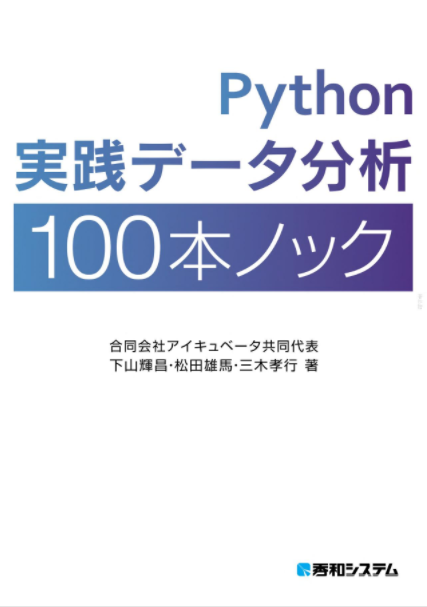 Python
実践データ分析
100本ノック
合同会社アイキュベータ共同代表
下山輝昌・松田雄馬・三木孝行 著
秀和システム